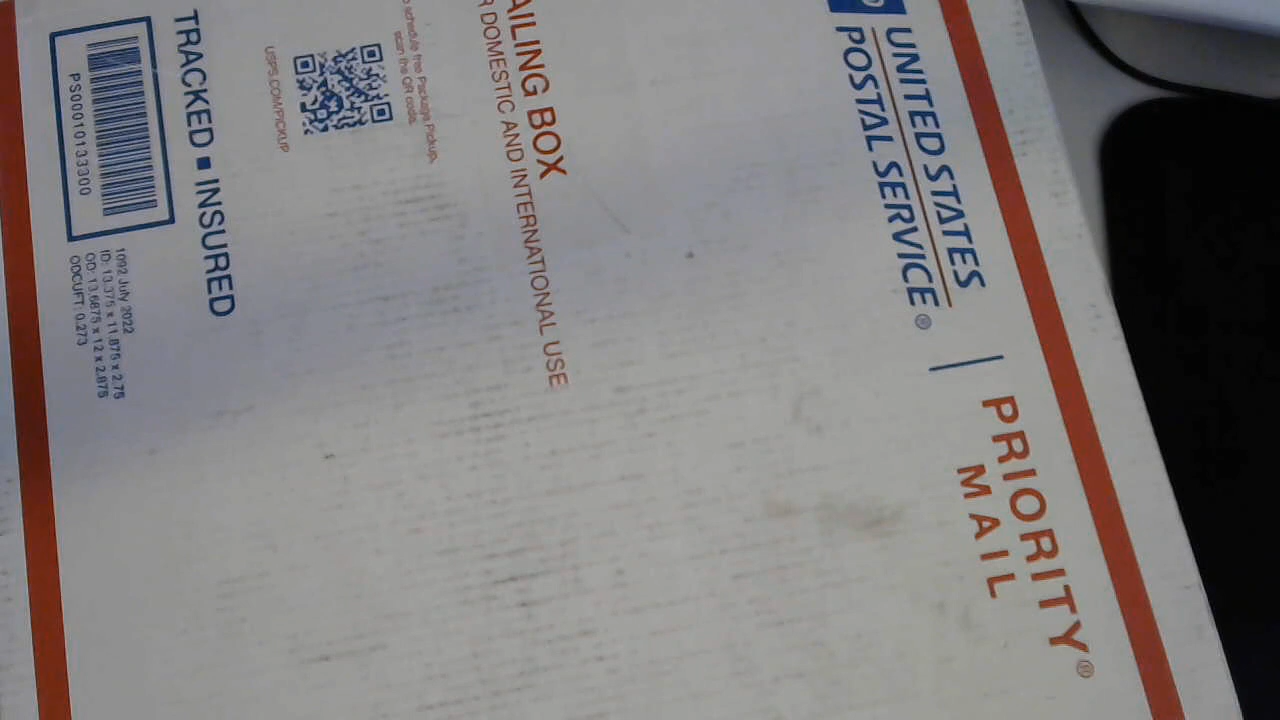 UNITED STATES
POSTAL SERVICE®
PRIORITY®
MAIL
AILING BOX
DOMESTIC AND INTERNATIONAL USE
schedule free Package Pickup,
scan the QR code.
USPS.COM/PICKUP
TRACKED ■ INSURED
PS00010133300
1092 July 2022
ID: 13.375 x 11.875 x 2.75
OD: 13.6875 x 12 x 2.875
ODCUFT: 0.273